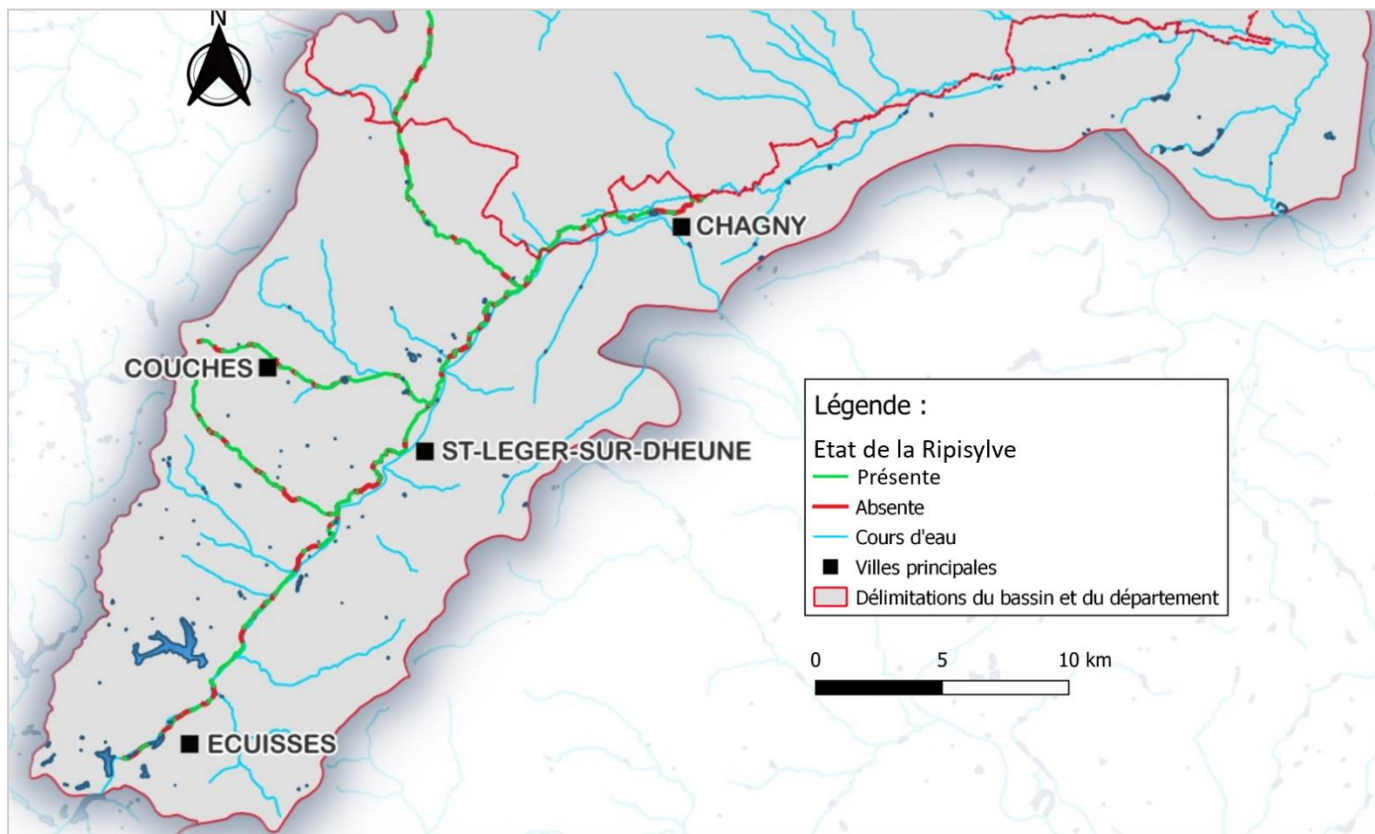 N
CHAGNY
COUCHES
ST-LEGER-SUR-DHEUNE
ECUISSES
Légende :
Etat de la Ripisylve
Présente
Absente
Cours d'eau
Villes principales
Délimitations du bassin et du département
0 5 10 km